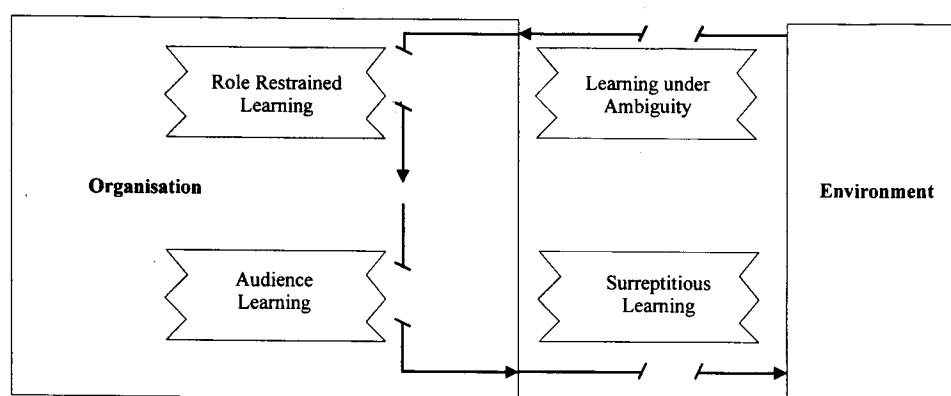 Role Restrained
Learning
Learning under
Ambiguity
Organisation
Environment
Audience
Learning
Surreptitious
Learning